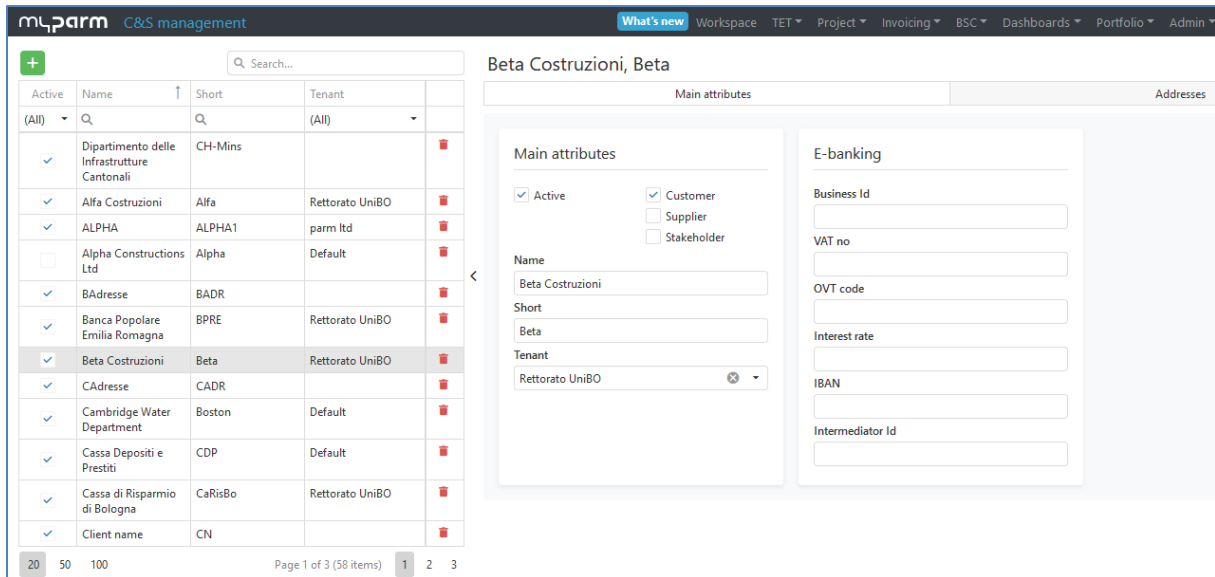 myparm C&S management What's new Workspace TET Project Invoicing BSC Dashboards Portfolio Admin
+ Search...
Active Name Short Tenant
(All) (All)
Dipartimento delle Infrastrutture Cantonali CH-Mins
Alfa Costruzioni Alfa Rettorato UniBO
ALPHA ALPHA1 parm ltd
Alpha Constructions Ltd Alpha Default
BAdresse BADR
Banca Popolare Emilia Romagna BPRE Rettorato UniBO
Beta Costruzioni Beta Rettorato UniBO
CAdresse CADR
Cambridge Water Department Boston Default
Cassa Depositi e Prestiti CDP Default
Cassa di Risparmio di Bologna CaRisBo Rettorato UniBO
Client name CN
20 50 100 Page 1 of 3 (58 items) 1 2 3
Beta Costruzioni, Beta
Main attributes Addresses
Main attributes
Active Customer
Supplier
Stakeholder
Name
Beta Costruzioni
Short
Beta
Tenant
Rettorato UniBO
E-banking
Business Id
VAT no
OVT code
Interest rate
IBAN
Intermediator Id